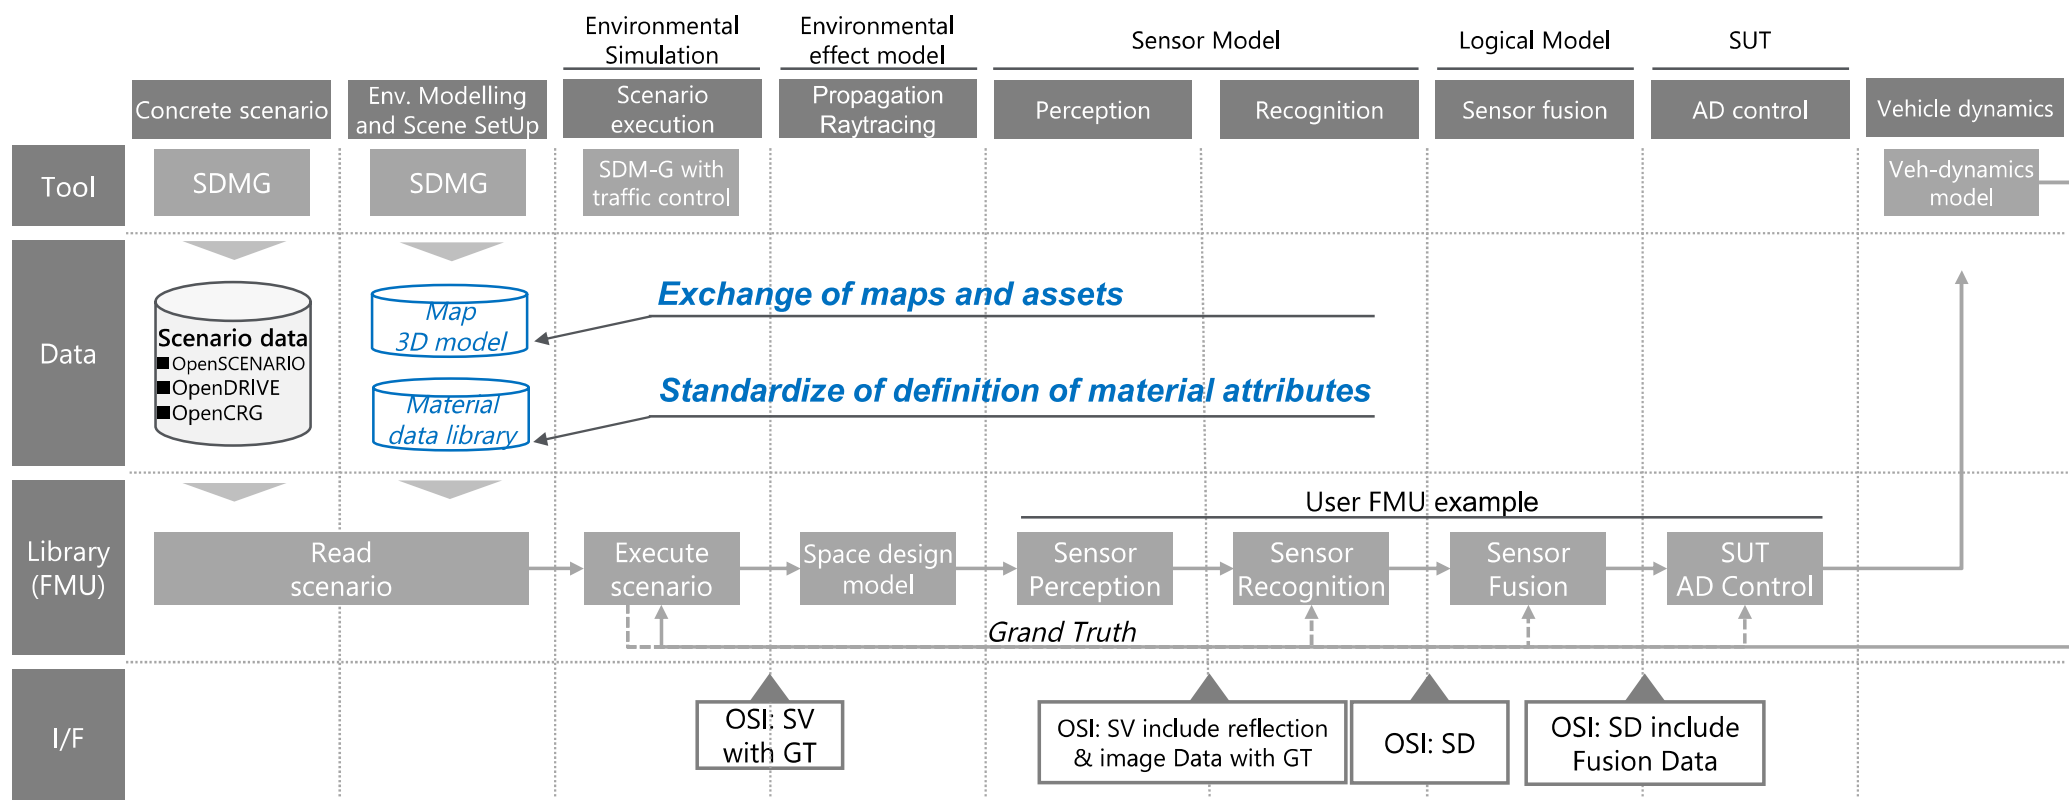 Environmental
Simulation
Environmental
effect model
Sensor Model
Logical Model
SUT
Concrete scenario
Env. Modelling
and Scene SetUp
Scenario
execution
Propagation
Raytracing
Perception
Recognition
Sensor fusion
AD control
Vehicle dynamics
Tool
SDMG
SDMG
SDM-G with
traffic control
Veh-dynamics
model
Data
Scenario data
OpenSCENARIO
OpenDRIVE
OpenCRG
Map
3D model
Material
data library
Exchange of maps and assets
Standardize of definition of material attributes
Library
(FMU)
User FMU example
Read
scenario
Execute
scenario
Space design
model
Sensor
Perception
Sensor
Recognition
Sensor
Fusion
SUT
AD Control
Grand Truth
I/F
OSI: SV
with GT
OSI: SV include reflection
& image Data with GT
OSI: SD
OSI: SD include
Fusion Data